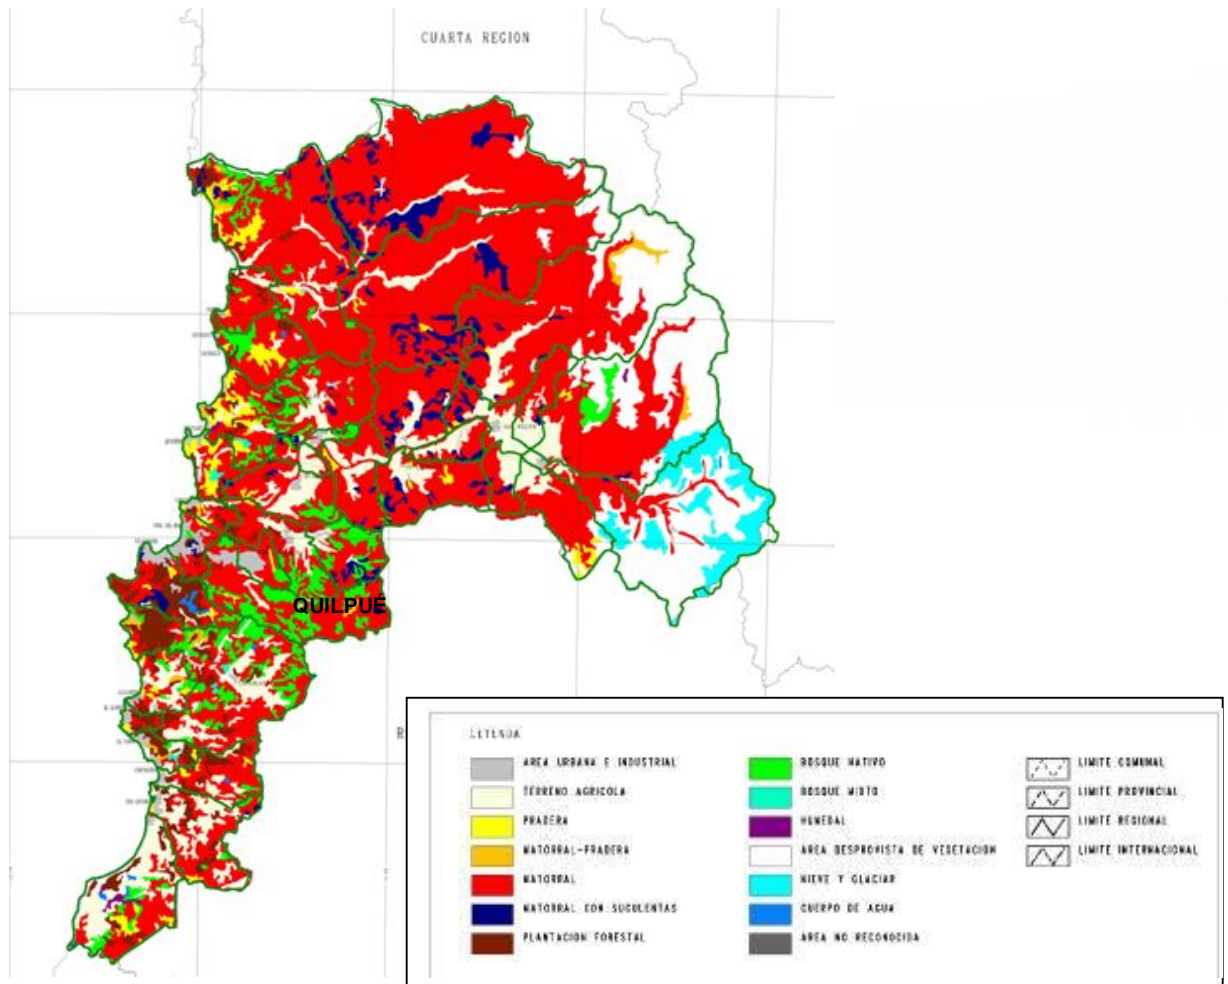 CUARTA REGION
QUILPUÉ
LEYENDA
AREA URBANA E INDUSTRIAL
TERRENO AGRICOLA
PRADERA
MATORRAL-PRADERA
MATORRAL
MATORRAL CON SUCULENTAS
PLANTACION FORESTAL
BOSQUE NATIVO
BOSQUE MIXTO
HUMEDAL
AREA DESPROVISTA DE VEGETACION
NIEVE Y GLACIAR
CUERPO DE AGUA
AREA NO RECONOCIDA
LIMITE COMUNAL
LIMITE PROVINCIAL
LIMITE REGIONAL
LIMITE INTERNACIONAL